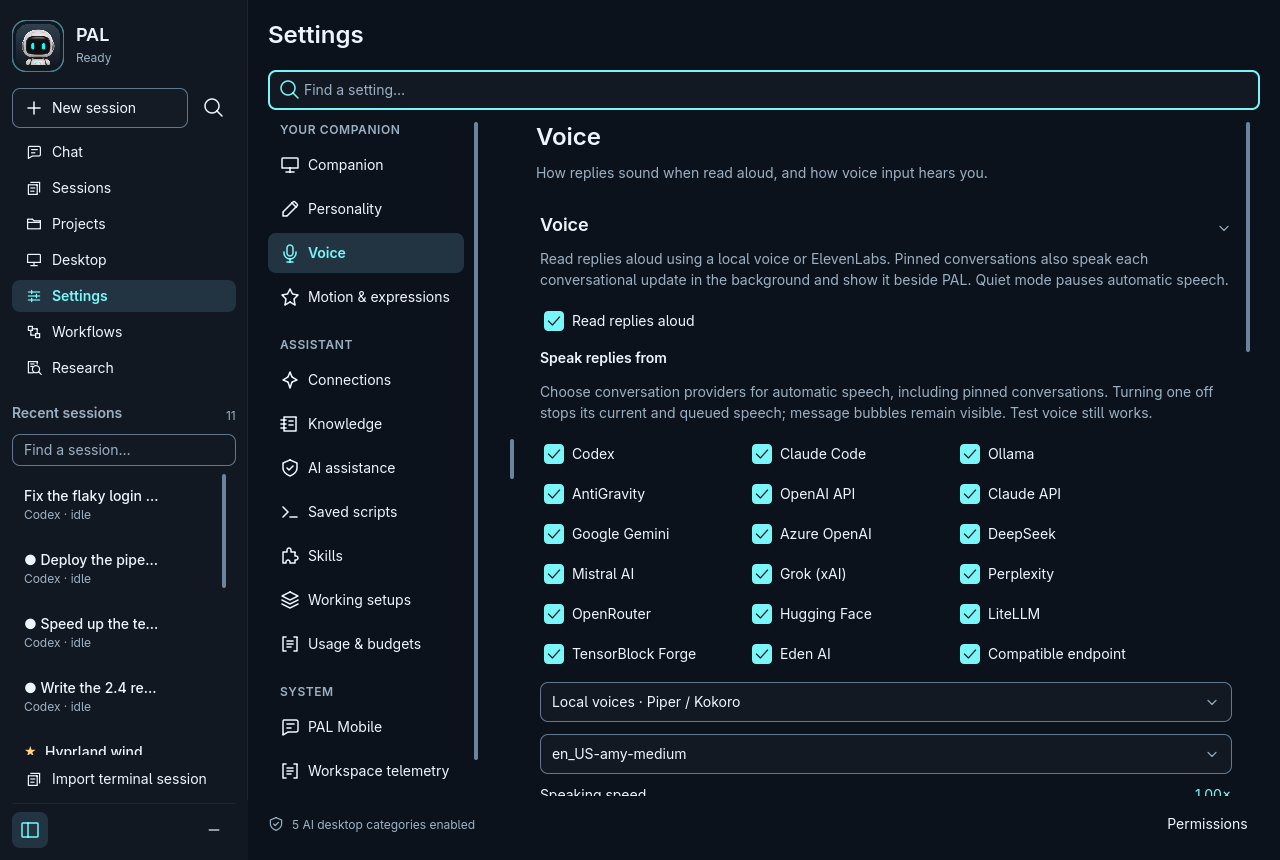 PAL
Ready
New session
Chat
Sessions
Projects
Desktop
Settings
Workflows
Research
Recent sessions 11
Find a session...
Fix the flaky login ...
Codex · idle
Deploy the pipe...
Codex · idle
Speed up the te...
Codex · idle
Write the 2.4 re...
Codex · idle
Hyprland wind
Import terminal session
Settings
Find a setting...
YOUR COMPANION
Companion
Personality
Voice
Motion & expressions
ASSISTANT
Connections
Knowledge
AI assistance
Saved scripts
Skills
Working setups
Usage & budgets
SYSTEM
PAL Mobile
Workspace telemetry
Voice
How replies sound when read aloud, and how voice input hears you.
Voice
Read replies aloud using a local voice or ElevenLabs. Pinned conversations also speak each
conversational update in the background and show it beside PAL. Quiet mode pauses automatic speech.
Read replies aloud
Speak replies from
Choose conversation providers for automatic speech, including pinned conversations. Turning one off
stops its current and queued speech; message bubbles remain visible. Test voice still works.
Codex Claude Code Ollama
AntiGravity OpenAI API Claude API
Google Gemini Azure OpenAI DeepSeek
Mistral AI Grok (xAI) Perplexity
OpenRouter Hugging Face LiteLLM
TensorBlock Forge Eden AI Compatible endpoint
Local voices · Piper / Kokoro
en_US-amy-medium
Speaking speed 1.00×
5 AI desktop categories enabled
Permissions